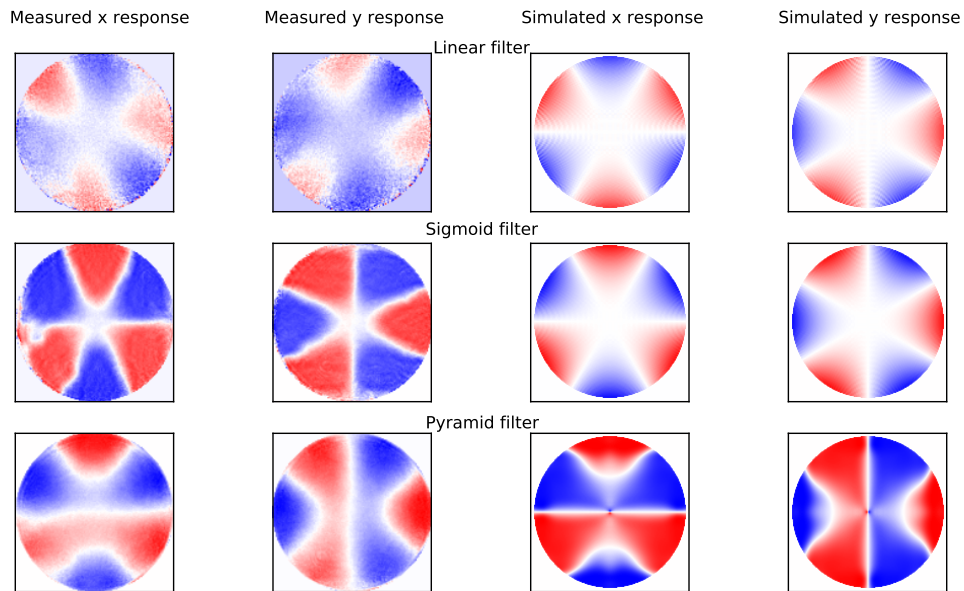 Measured x response
Measured y response
Simulated x response
Simulated y response
Linear filter
Sigmoid filter
Pyramid filter